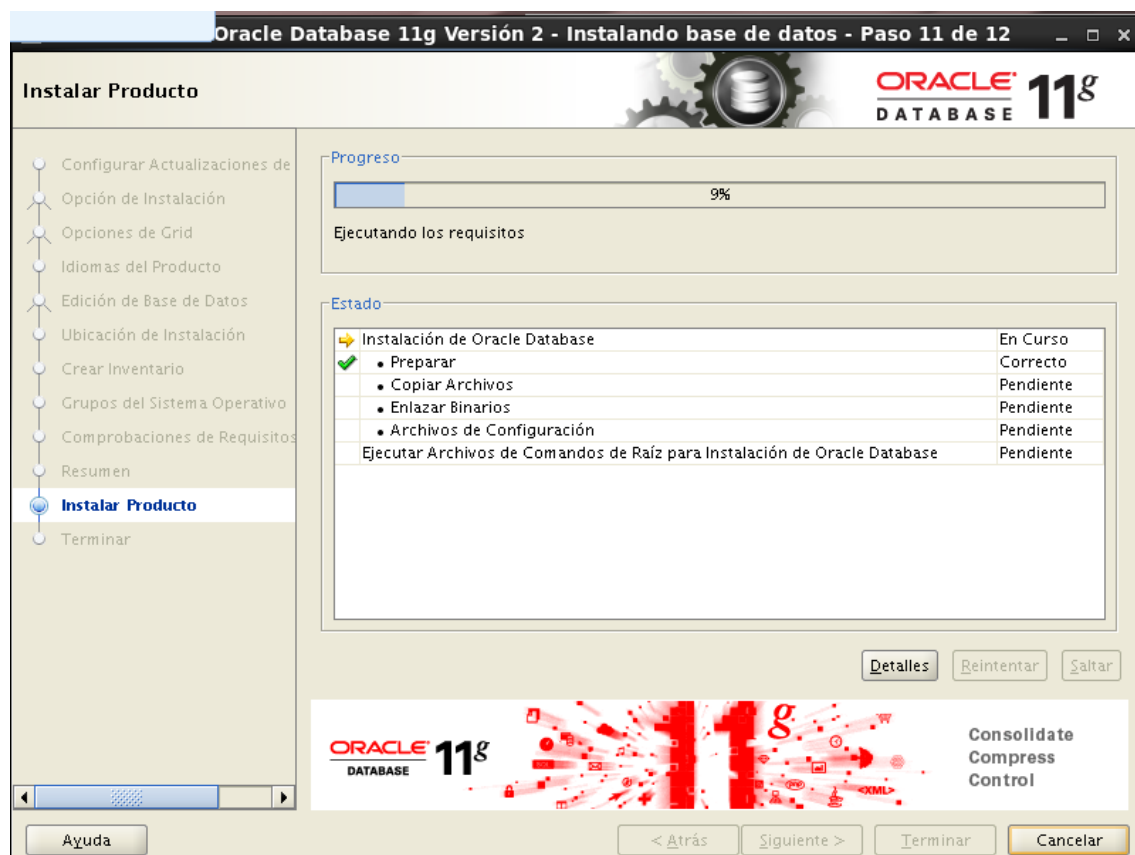 Oracle Database 11g Versión 2 - Instalando base de datos - Paso 11 de 12
Instalar Producto
ORACLE DATABASE 11g
Configurar Actualizaciones de
Opción de Instalación
Opciones de Grid
Idiomas del Producto
Edición de Base de Datos
Ubicación de Instalación
Crear Inventario
Grupos del Sistema Operativo
Comprobaciones de Requisitos
Resumen
Instalar Producto
Terminar
Progreso
9%
Ejecutando los requisitos
Estado
Instalación de Oracle Database En Curso
• Preparar Correcto
• Copiar Archivos Pendiente
• Enlazar Binarios Pendiente
• Archivos de Configuración Pendiente
Ejecutar Archivos de Comandos de Raíz para Instalación de Oracle Database Pendiente
Detalles Reintentar Saltar
ORACLE DATABASE 11g
11g
<XML>
Consolidate
Compress
Control
Ayuda < Atrás Siguiente > Terminar Cancelar